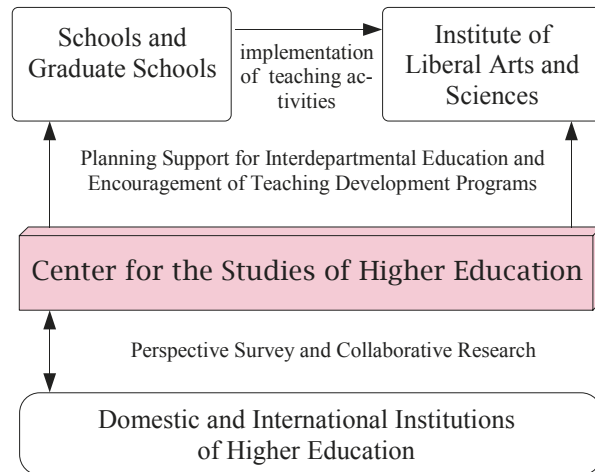 Schools and
Graduate Schools
implementation
of teaching ac-
tivities
Institute of
Liberal Arts and
Sciences
Planning Support for Interdepartmental Education and
Encouragement of Teaching Development Programs
Center for the Studies of Higher Education
Perspective Survey and Collaborative Research
Domestic and International Institutions
of Higher Education